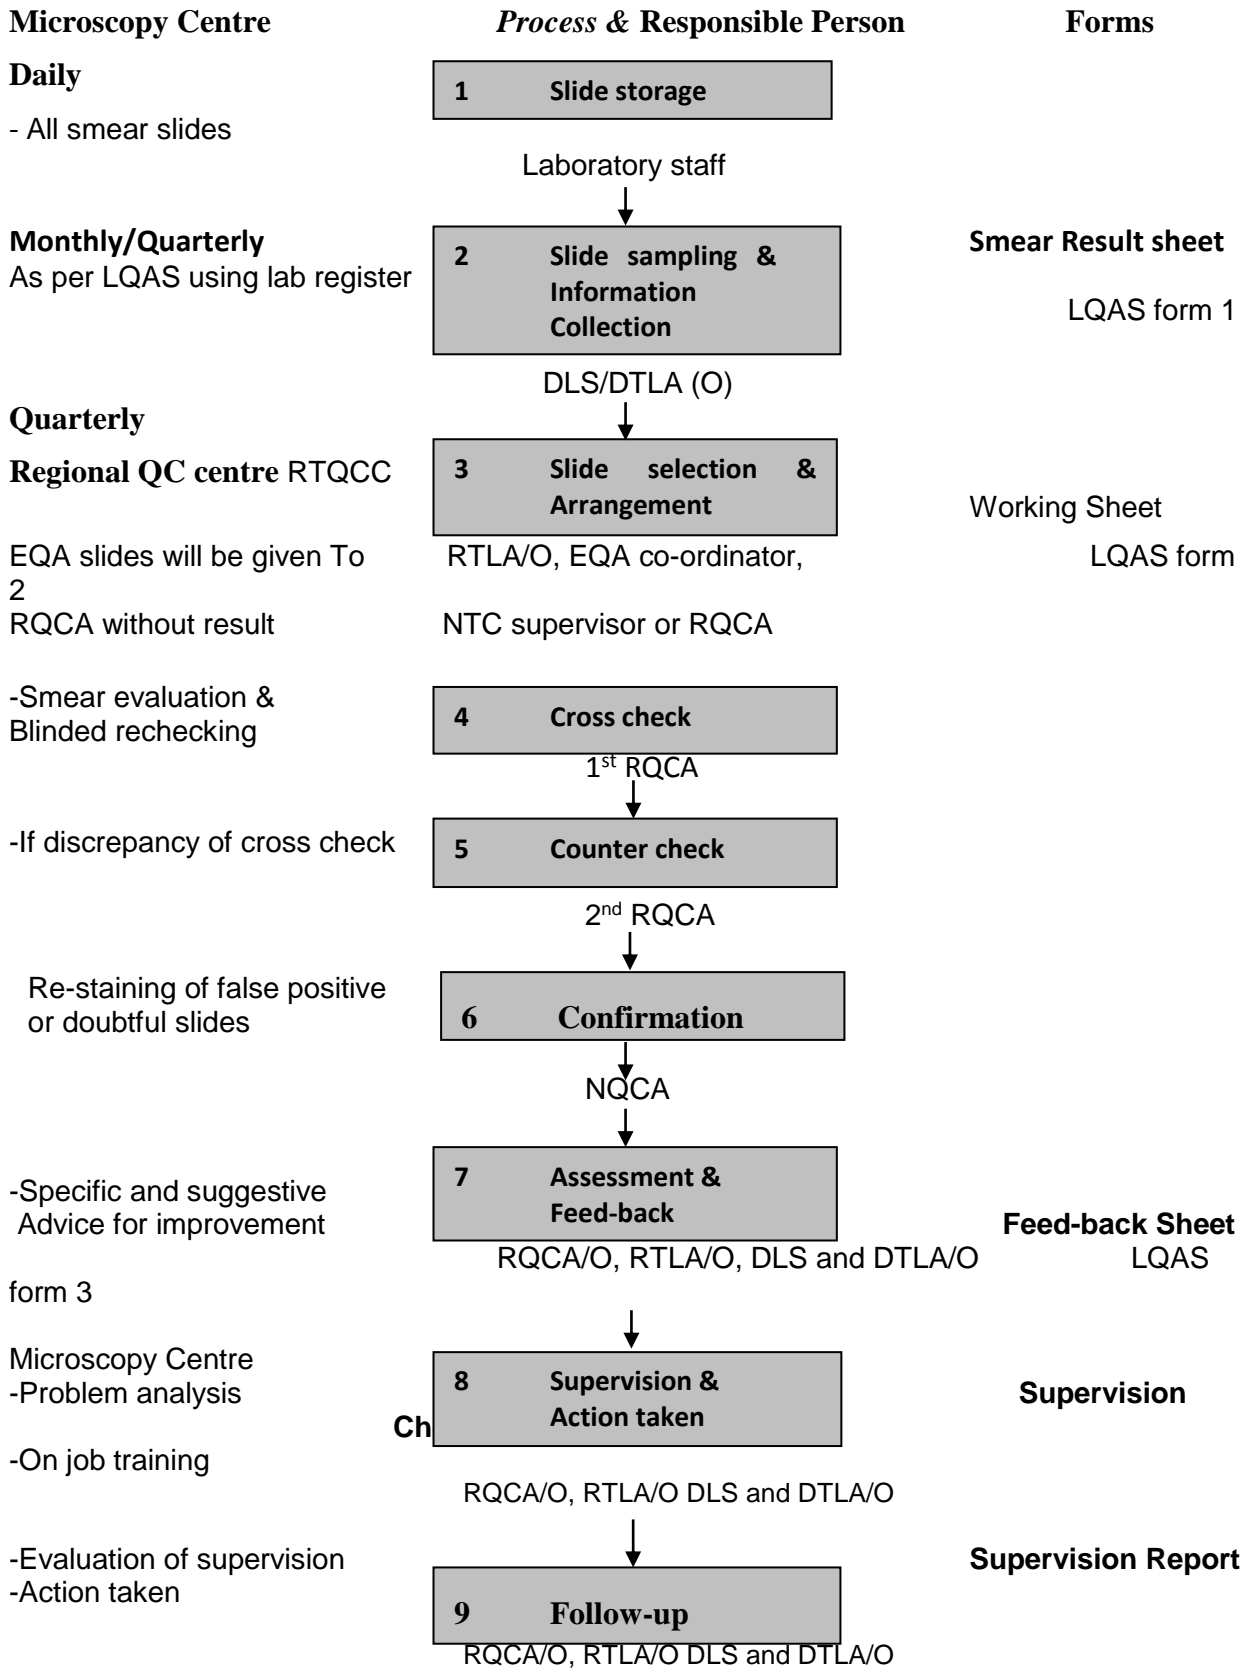 Microscopy Centre Process & Responsible Person Forms
Daily
1 Slide storage
- All smear slides
Laboratory staff
Monthly/Quarterly
As per LQAS using lab register
2 Slide sampling &
Information
Collection
Smear Result sheet
LQAS form 1
DLS/DTLA (O)
Quarterly
Regional QC centre RTQCC
3 Slide selection &
Arrangement
Working Sheet
EQA slides will be given To RTLA/O, EQA co-ordinator, LQAS form
2
RQCA without result NTC supervisor or RQCA
-Smear evaluation &
Blinded rechecking
4 Cross check
1st RQCA
-If discrepancy of cross check
5 Counter check
2nd RQCA
Re-staining of false positive
or doubtful slides
6 Confirmation
NQCA
7 Assessment &
Feed-back
-Specific and suggestive
Advice for improvement
Feed-back Sheet
RQCA/O, RTLA/O, DLS and DTLA/O LQAS
form 3
Microscopy Centre
-Problem analysis
8 Supervision &
Action taken
Supervision
Ch
-On job training
RQCA/O, RTLA/O DLS and DTLA/O
-Evaluation of supervision
-Action taken
Supervision Report
9 Follow-up
RQCA/O, RTLA/O DLS and DTLA/O